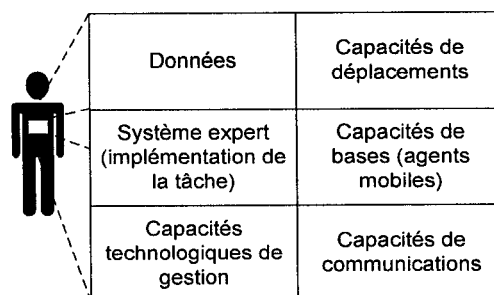 Données
Capacités de
déplacements
Système expert
(implémentation de
la tâche)
Capacités de
bases (agents
mobiles)
Capacités
technologiques de
gestion
Capacités de
communications